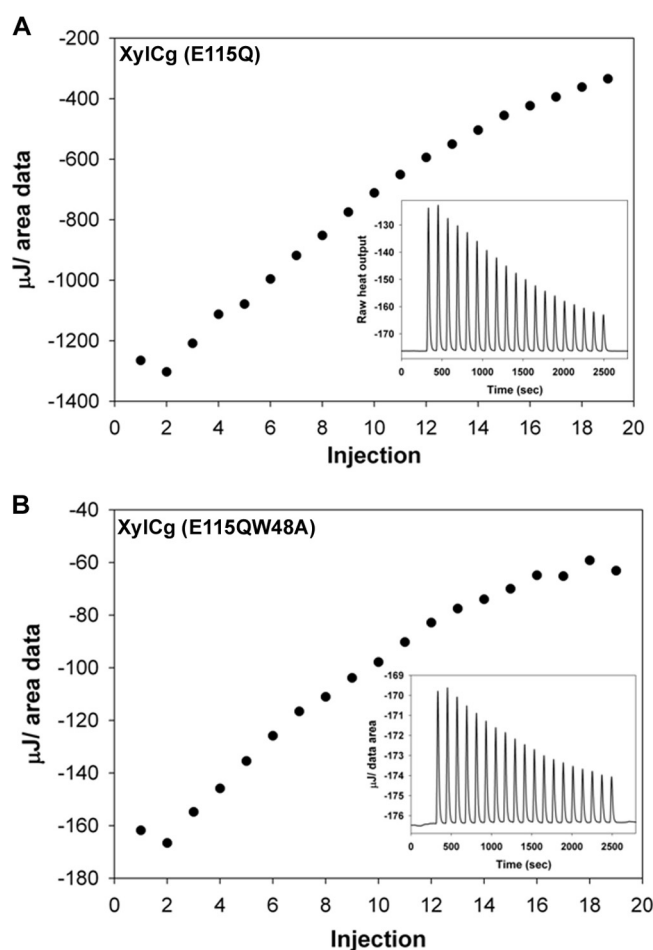 A
XylCg (E115Q)
-200
-400
-600
-800
-1000
-1200
-1400
μJ/ area data
0 2 4 6 8 10 12 14 16 18 20
Injection
-130
-140
-150
-160
-170
Raw heat output
0 500 1000 1500 2000 2500
Time (sec)
B
XylCg (E115QW48A)
-40
-60
-80
-100
-120
-140
-160
-180
μJ/ area data
0 2 4 6 8 10 12 14 16 18 20
Injection
-169
-170
-171
-172
-173
-174
-175
-176
μJ/ data area
0 500 1000 1500 2000 2500
Time (sec)